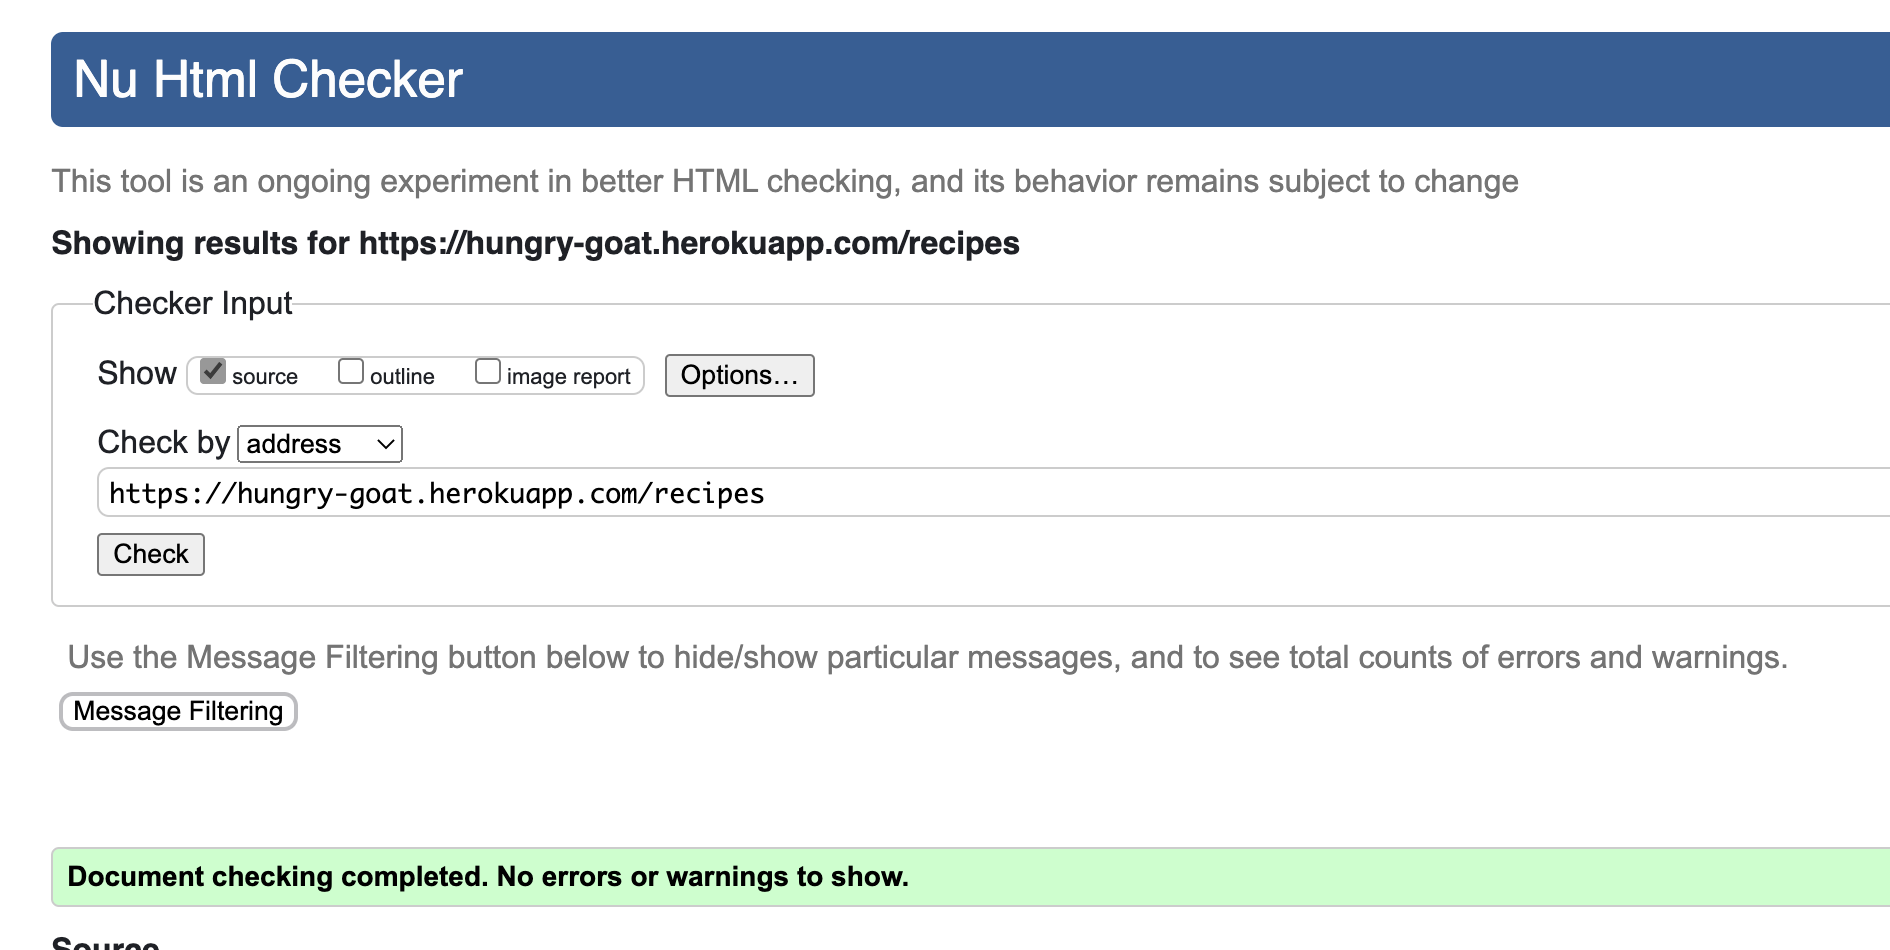 Nu Html Checker
This tool is an ongoing experiment in better HTML checking, and its behavior remains subject to change
Showing results for https://hungry-goat.herokuapp.com/recipes
Checker Input
Show source outline image report Options…
Check by address
https://hungry-goat.herokuapp.com/recipes
Check
Use the Message Filtering button below to hide/show particular messages, and to see total counts of errors and warnings.
Message Filtering
Document checking completed. No errors or warnings to show.
Source